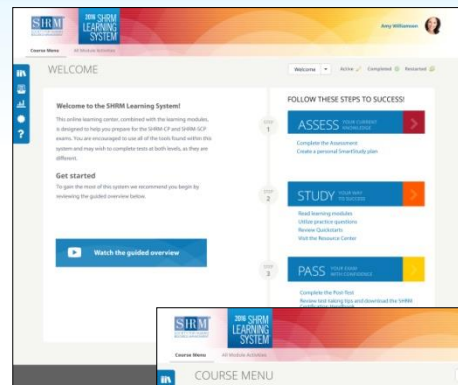 SHRM
2016 SHRM
LEARNING
SYSTEM
Amy Williamson
Course Menu All Module Activities
WELCOME
Welcome Active Completed Restarted
Welcome to the SHRM Learning System!
This online learning center, combined with the learning modules,
is designed to help you prepare for the SHRM-CP and SHRM-SCP
exams. You are encouraged to use all of the tools found within this
system and may wish to complete tests at both levels, as they are
different.
Get started
To gain the most of this system we recommend you begin by
reviewing the guided overview below.
Watch the guided overview
FOLLOW THESE STEPS TO SUCCESS!
STEP
1
ASSESS YOUR CURRENT
KNOWLEDGE
Complete the Assessment
Create a personal SmartStudy plan
STEP
2
STUDY YOUR WAY
TO SUCCESS
Read learning modules
Utilize practice questions
Review Quickstarts
Visit the Resource Center
STEP
3
PASS YOUR EXAM
WITH CONFIDENCE
Complete the Post-Test
Review test taking tips and download the SHRM
Certification Handbook
SHRM
2016 SHRM
LEARNING
SYSTEM
Course Menu All Module Activities
COURSE MENU